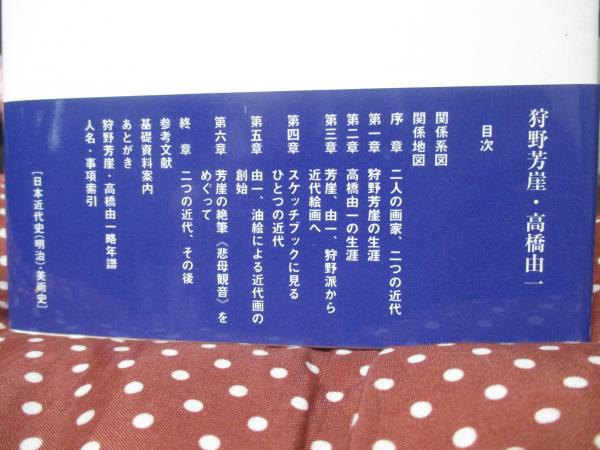 狩野芳崖・高橋由一
目次
関係系図
関係地図
序　章　二人の画家、二つの近代
第一章　狩野芳崖の生涯
第二章　高橋由一の生涯
第三章　芳崖、由一、狩野派から
近代絵画へ
第四章　スケッチブックに見る
ひとつの近代
第五章　由一、油絵による近代画の
創始
第六章　芳崖の絶筆《悲母観音》を
めぐって
終　章　二つの近代、その後
参考文献
基礎資料案内
あとがき
狩野芳崖・高橋由一略年譜
人名・事項索引
［日本近代史（明治）・美術史］